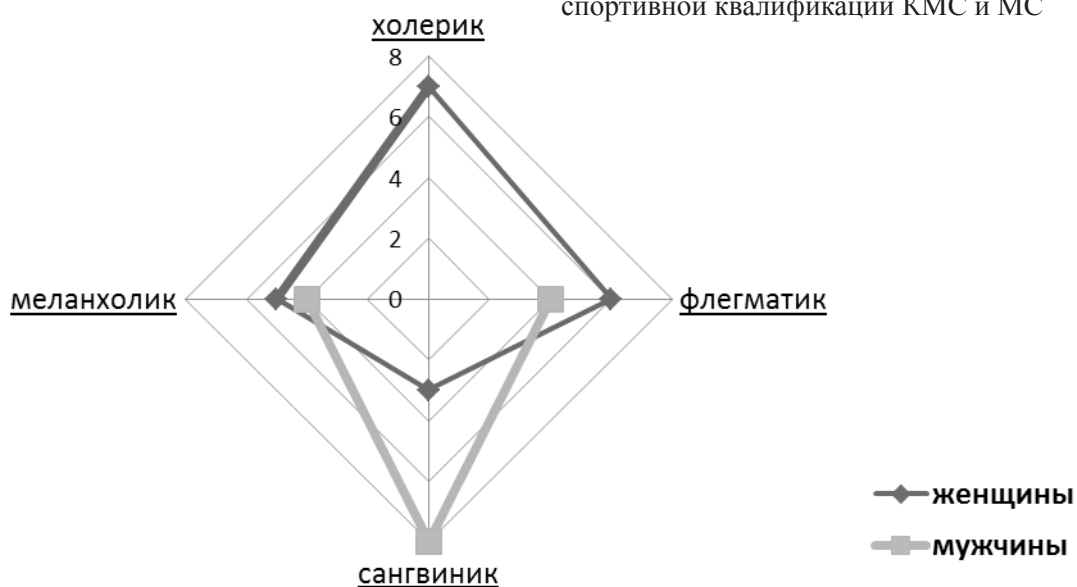 спортивной квалификации КМС и МС
холерик
8
6
4
2
0
меланхолик
флегматик
сангвиник
женщины
мужчины